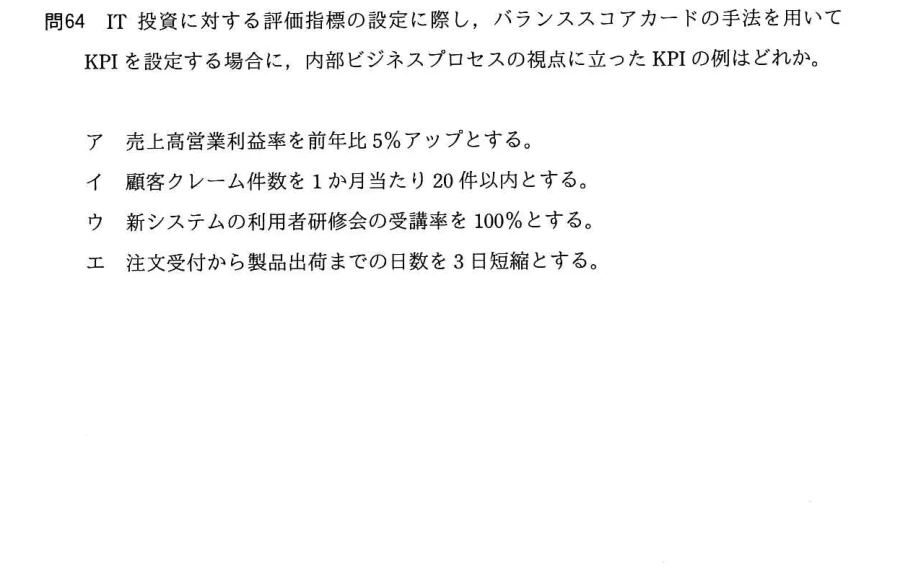 問64 IT 投資に対する評価指標の設定に際し，バランススコアカードの手法を用いて
KPI を設定する場合に，内部ビジネスプロセスの視点に立った KPI の例はどれか。
ア 売上高営業利益率を前年比 5％アップとする。
イ 顧客クレーム件数を 1 か月当たり 20 件以内とする。
ウ 新システムの利用者研修会の受講率を 100％とする。
エ 注文受付から製品出荷までの日数を 3 日短縮とする。